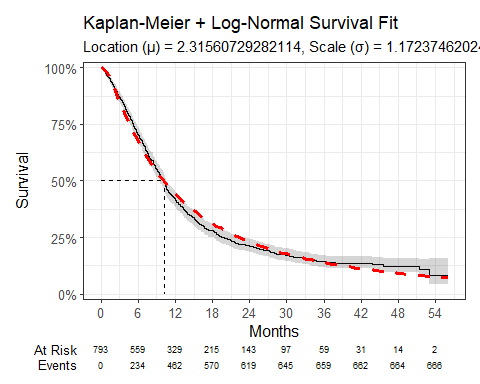 Kaplan-Meier + Log-Normal Survival Fit
Location (μ) = 2.31560729282114, Scale (σ) = 1.1723746202
100%
75%
50%
25%
0%
Survival
0 6 12 18 24 30 36 42 48 54
Months
At Risk 793 559 329 215 143 97 59 31 14 2
Events 0 234 462 570 619 645 659 662 664 666